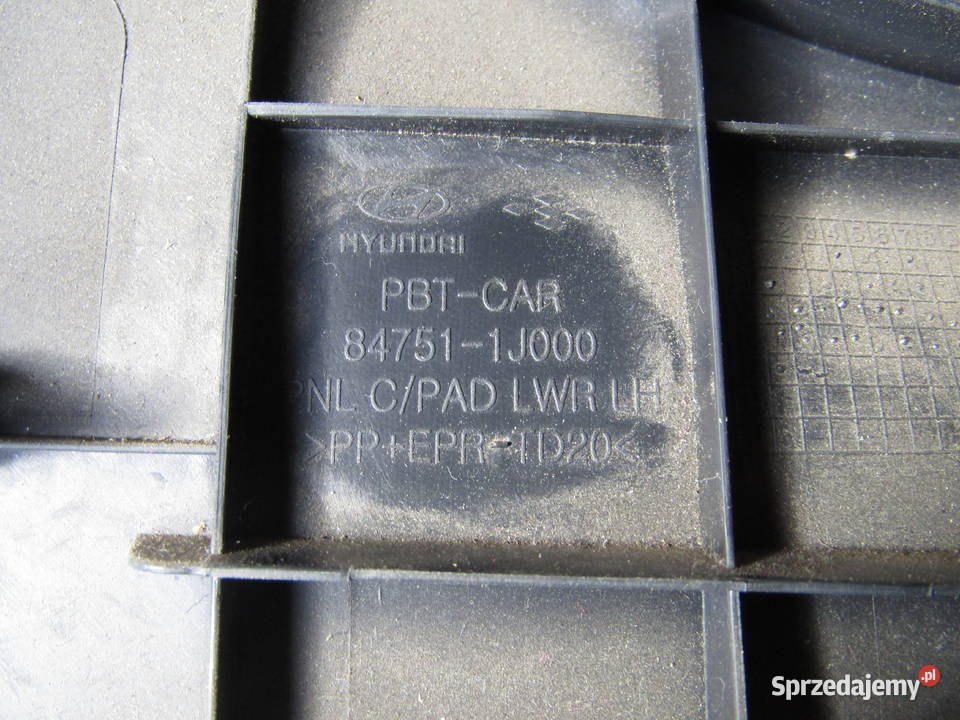 HYUNDAI
PBT-CAR
84751-1J000
PNL C/PAD LWR LH
>PP+EPR-TD20<
Sprzedajemy.pl